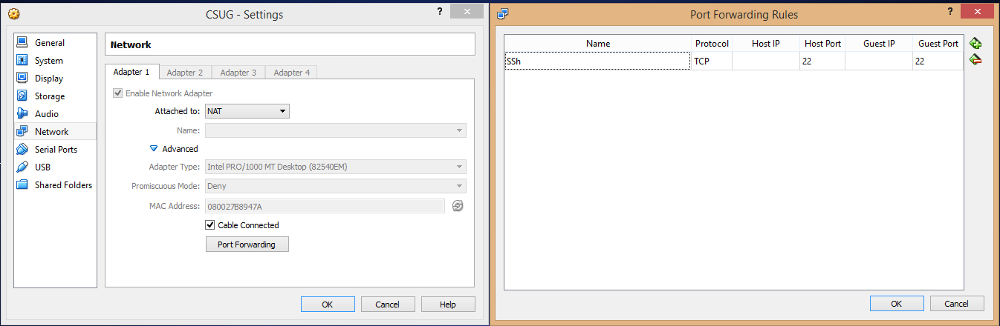 CSUG - Settings
?
General
System
Display
Storage
Audio
Network
Serial Ports
USB
Shared Folders
Network
Adapter 1 Adapter 2 Adapter 3 Adapter 4
Enable Network Adapter
Attached to: NAT
Name:
Advanced
Adapter Type: Intel PRO/1000 MT Desktop (82540EM)
Promiscuous Mode: Deny
MAC Address: 080027B8947A
Cable Connected
Port Forwarding
OK Cancel Help
Port Forwarding Rules
?
Name Protocol Host IP Host Port Guest IP Guest Port
SSh TCP 22 22
OK Cancel